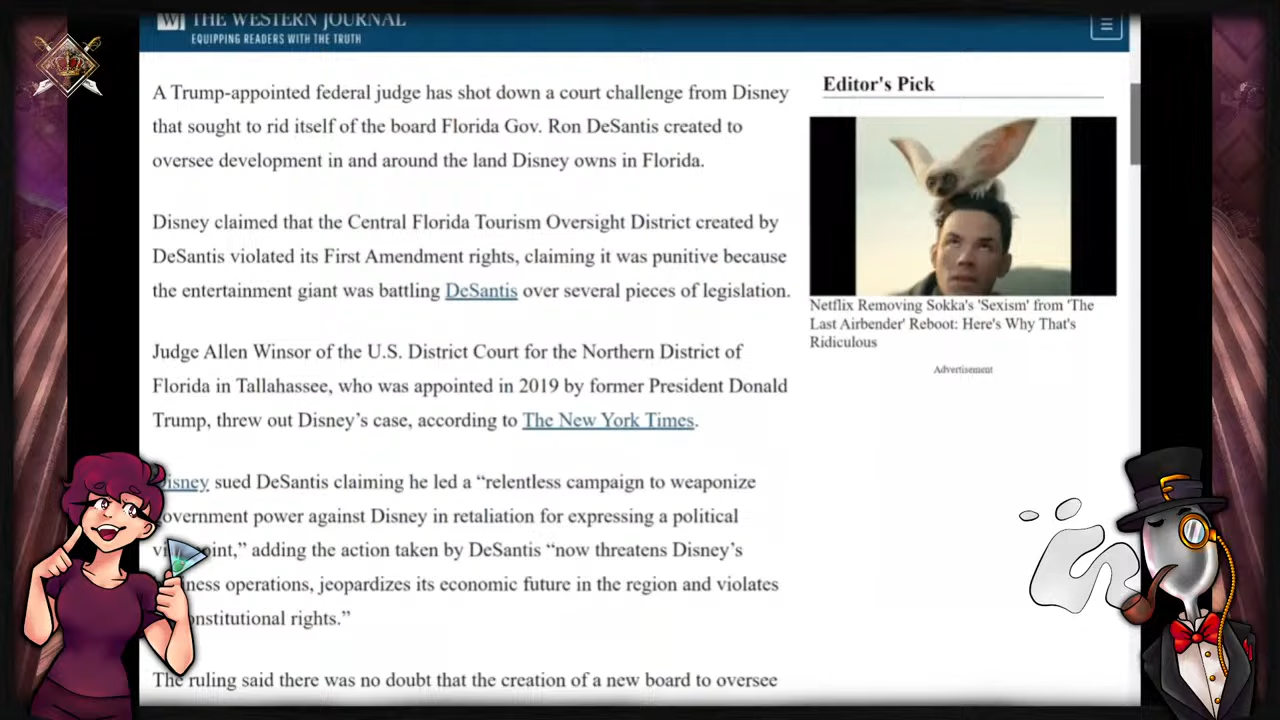 W THE WESTERN JOURNAL
EQUIPPING READERS WITH THE TRUTH
A Trump-appointed federal judge has shot down a court challenge from Disney
that sought to rid itself of the board Florida Gov. Ron DeSantis created to
oversee development in and around the land Disney owns in Florida.
Disney claimed that the Central Florida Tourism Oversight District created by
DeSantis violated its First Amendment rights, claiming it was punitive because
the entertainment giant was battling DeSantis over several pieces of legislation.
Judge Allen Winsor of the U.S. District Court for the Northern District of
Florida in Tallahassee, who was appointed in 2019 by former President Donald
Trump, threw out Disney’s case, according to The New York Times.
isney sued DeSantis claiming he led a “relentless campaign to weaponize
overnment power against Disney in retaliation for expressing a political
vi oint,” adding the action taken by DeSantis “now threatens Disney’s
ness operations, jeopardizes its economic future in the region and violates
onstitutional rights.”
The ruling said there was no doubt that the creation of a new board to oversee
Editor's Pick
Netflix Removing Sokka's 'Sexism' from 'The
Last Airbender' Reboot: Here's Why That's
Ridiculous
Advertisement